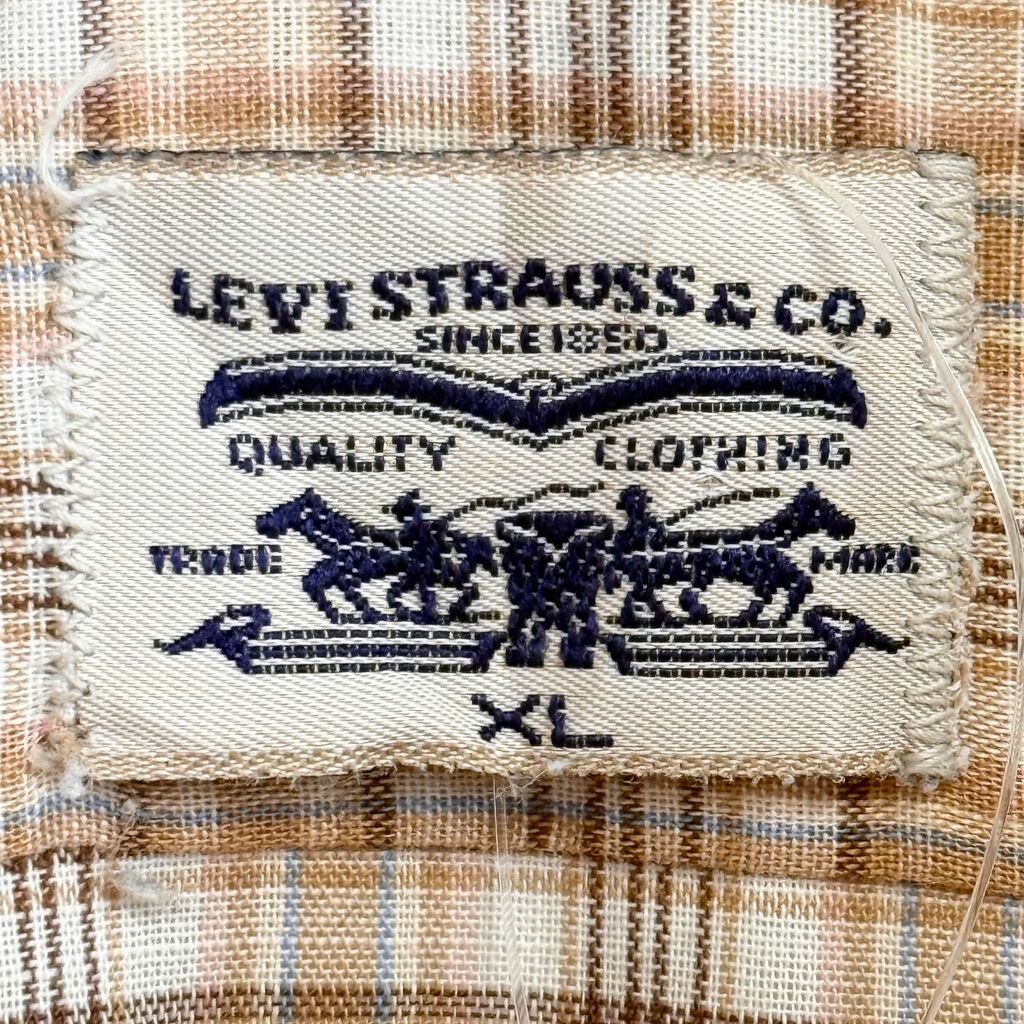 LEVI STRAUSS & CO.
SINCE 1850
QUALITY CLOTHING
TRADE MARK
XL